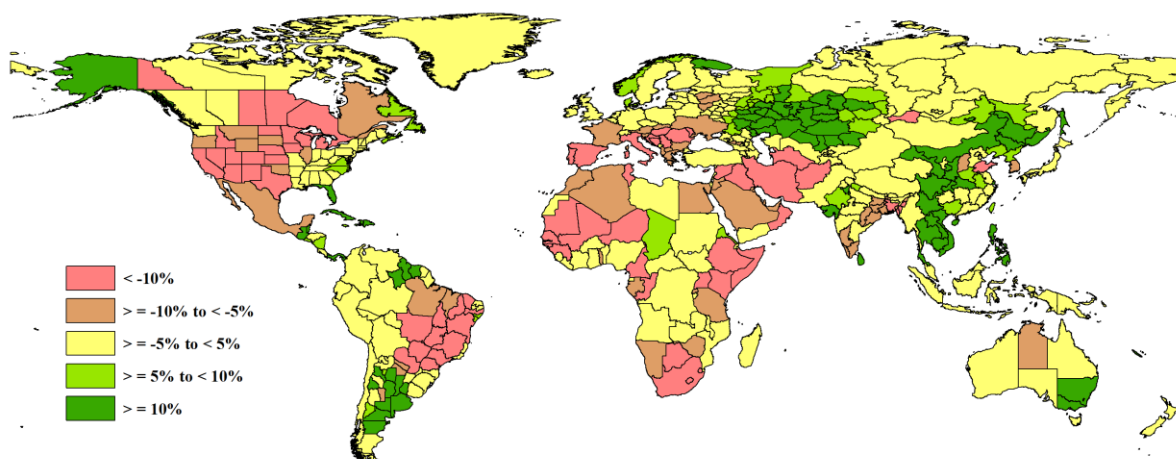 < -10%
> = -10% to < -5%
> = -5% to < 5%
> = 5% to < 10%
> = 10%